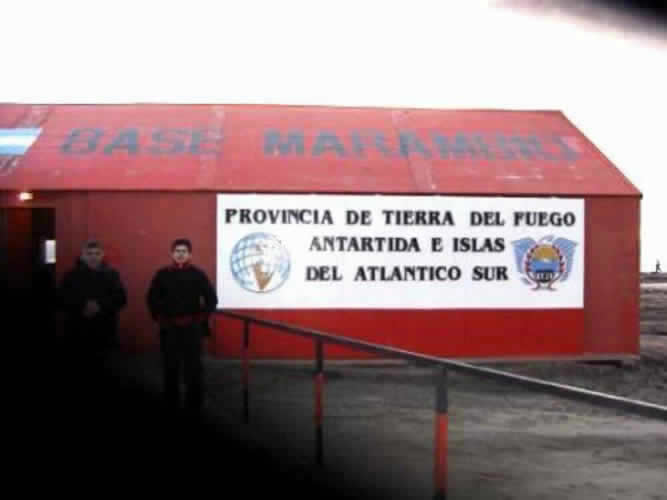 BASE MARAMBIO
PROVINCIA DE TIERRA DEL FUEGO
ANTARTIDA E ISLAS
DEL ATLANTICO SUR